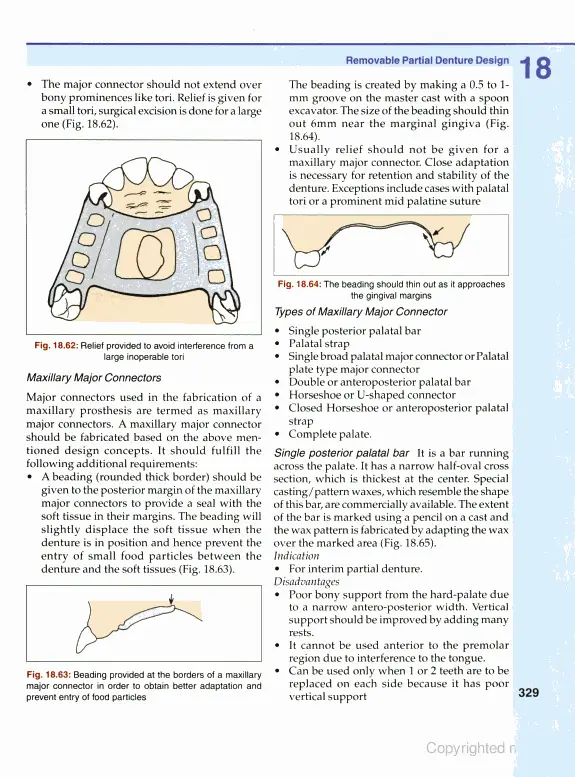 Removable Partial Denture Design
18
• The major connector should not extend over
bony prominences like tori. Relief is given for
a small tori, surgical excision is done for a large
one (Fig. 18.62).
Fig. 18.62: Relief provided to avoid interference from a
large inoperable tori
Maxillary Major Connectors
Major connectors used in the fabrication of a
maxillary prosthesis are termed as maxillary
major connectors. A maxillary major connector
should be fabricated based on the above men-
tioned design concepts. It should fulfill the
following additional requirements:
• A beading (rounded thick border) should be
given to the posterior margin of the maxillary
major connectors to provide a seal with the
soft tissue in their margins. The beading will
slightly displace the soft tissue when the
denture is in position and hence prevent the
entry of small food particles between the
denture and the soft tissues (Fig. 18.63).
Fig. 18.63: Beading provided at the borders of a maxillary
major connector in order to obtain better adaptation and
prevent entry of food particles
The beading is created by making a 0.5 to 1-
mm groove on the master cast with a spoon
excavator. The size of the beading should thin
out 6mm near the marginal gingiva (Fig.
18.64).
• Usually relief should not be given for a
maxillary major connector. Close adaptation
is necessary for retention and stability of the
denture. Exceptions include cases with palatal
tori or a prominent mid palatine suture
Fig. 18.64: The beading should thin out as it approaches
the gingival margins
Types of Maxillary Major Connector
• Single posterior palatal bar
• Palatal strap
• Single broad palatal major connector or Palatal
plate type major connector
• Double or anteroposterior palatal bar
• Horseshoe or U-shaped connector
• Closed Horseshoe or anteroposterior palatal
strap
• Complete palate.
Single posterior palatal bar It is a bar running
across the palate. It has a narrow half-oval cross
section, which is thickest at the center. Special
casting/pattern waxes, which resemble the shape
of this bar, are commercially available. The extent
of the bar is marked using a pencil on a cast and
the wax pattern is fabricated by adapting the wax
over the marked area (Fig. 18.65).
Indication
• For interim partial denture.
Disadvantages
• Poor bony support from the hard-palate due
to a narrow antero-posterior width. Vertical
support should be improved by adding many
rests.
• It cannot be used anterior to the premolar
region due to interference to the tongue.
• Can be used only when 1 or 2 teeth are to be
replaced on each side because it has poor
vertical support
329
Copyrighted